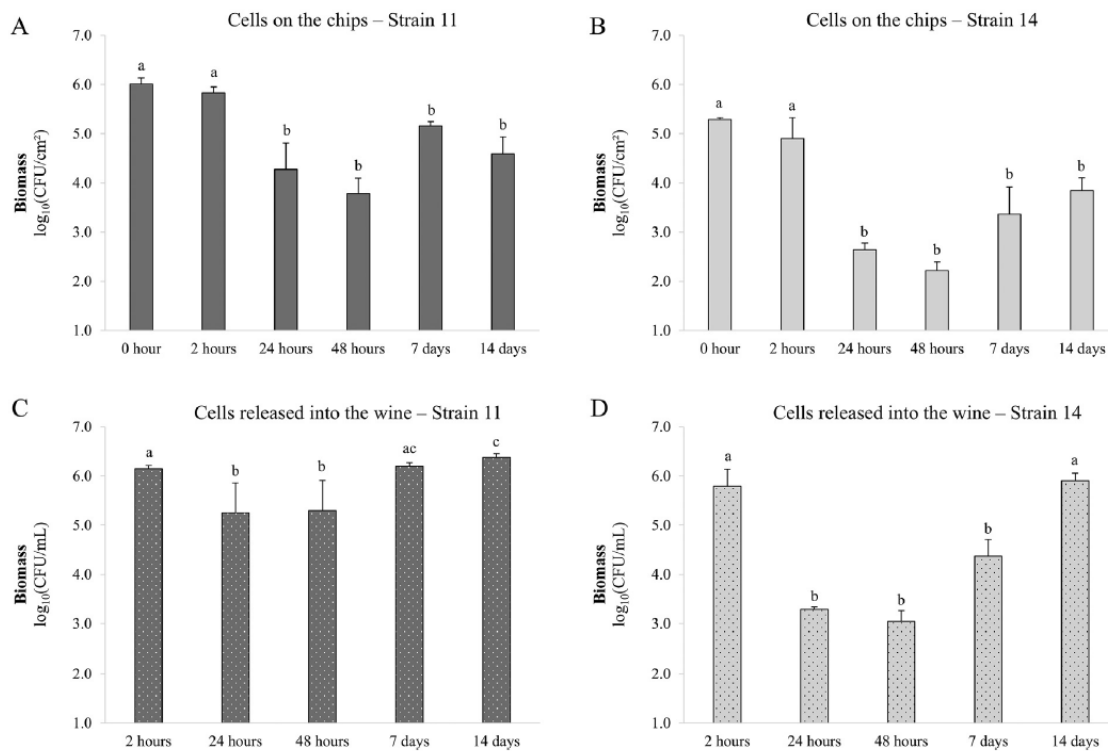 A
Cells on the chips – Strain 11
Biomass
log₁₀(CFU/cm²)
7.0
6.0
5.0
4.0
3.0
2.0
1.0
a
a
b
b
b
b
0 hour
2 hours
24 hours
48 hours
7 days
14 days
B
Cells on the chips – Strain 14
Biomass
log₁₀(CFU/cm²)
7.0
6.0
5.0
4.0
3.0
2.0
1.0
a
a
b
b
b
b
0 hour
2 hours
24 hours
48 hours
7 days
14 days
C
Cells released into the wine – Strain 11
Biomass
log₁₀(CFU/mL)
7.0
6.0
5.0
4.0
3.0
2.0
1.0
a
b
b
ac
c
2 hours
24 hours
48 hours
7 days
14 days
D
Cells released into the wine – Strain 14
Biomass
log₁₀(CFU/mL)
7.0
6.0
5.0
4.0
3.0
2.0
1.0
a
b
b
b
a
2 hours
24 hours
48 hours
7 days
14 days